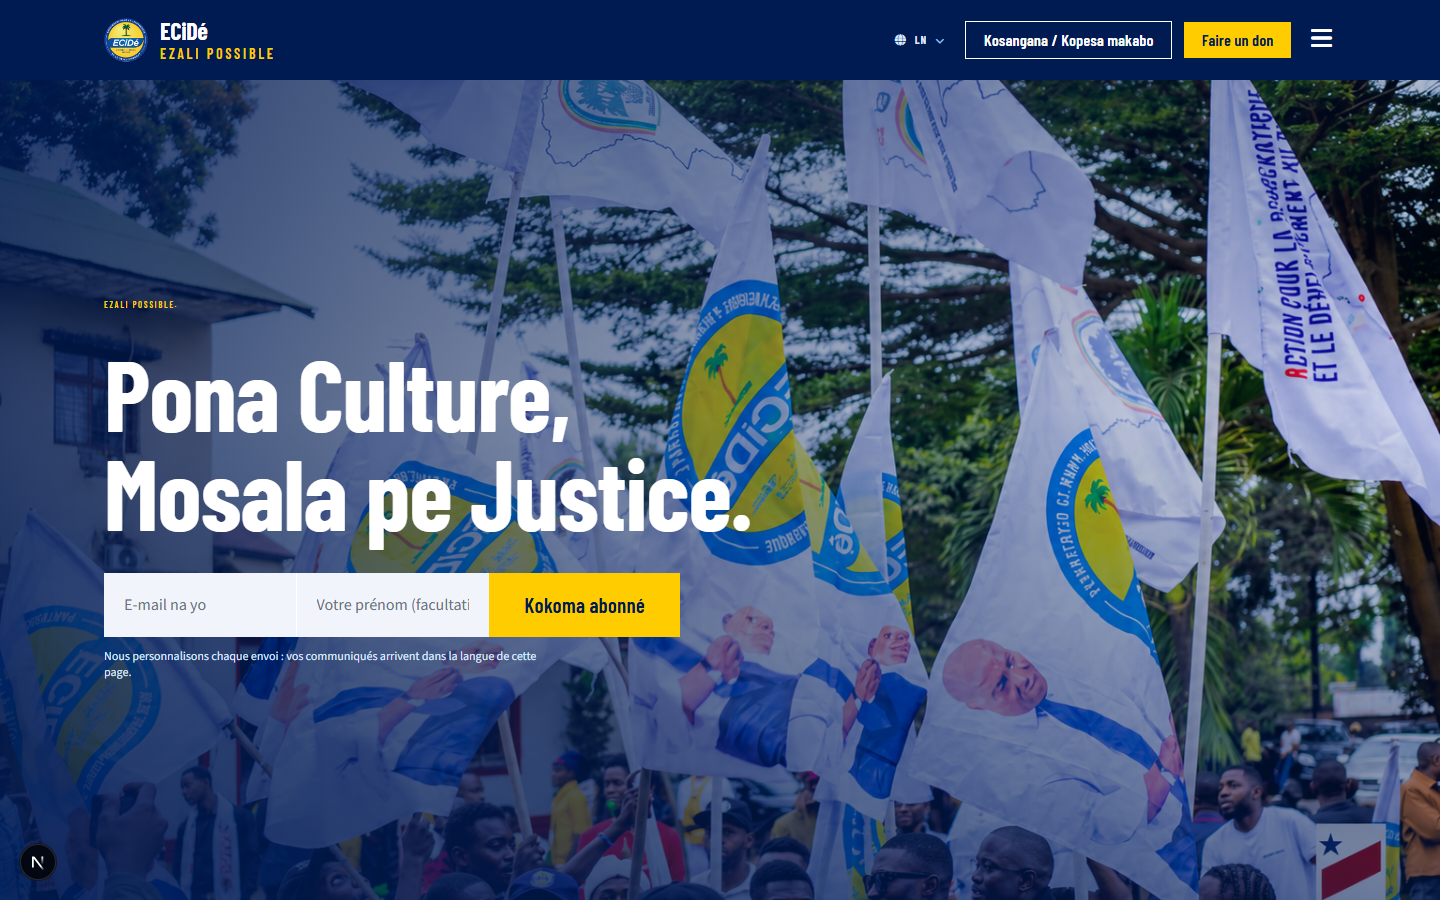 ECiDé
ECiDé
EZALI POSSIBLE
LN
Kosangana / Kopesa makabo
Faire un don
ACTION POUR LA
ET LE
EZALI POSSIBLE.
Pona Culture,
Mosala pe Justice.
ECiDé
E-mail na yo
Votre prénom (facultati
Kokoma abonné
Nous personnalisons chaque envoi : vos communiqués arrivent dans la langue de cette
page.
N